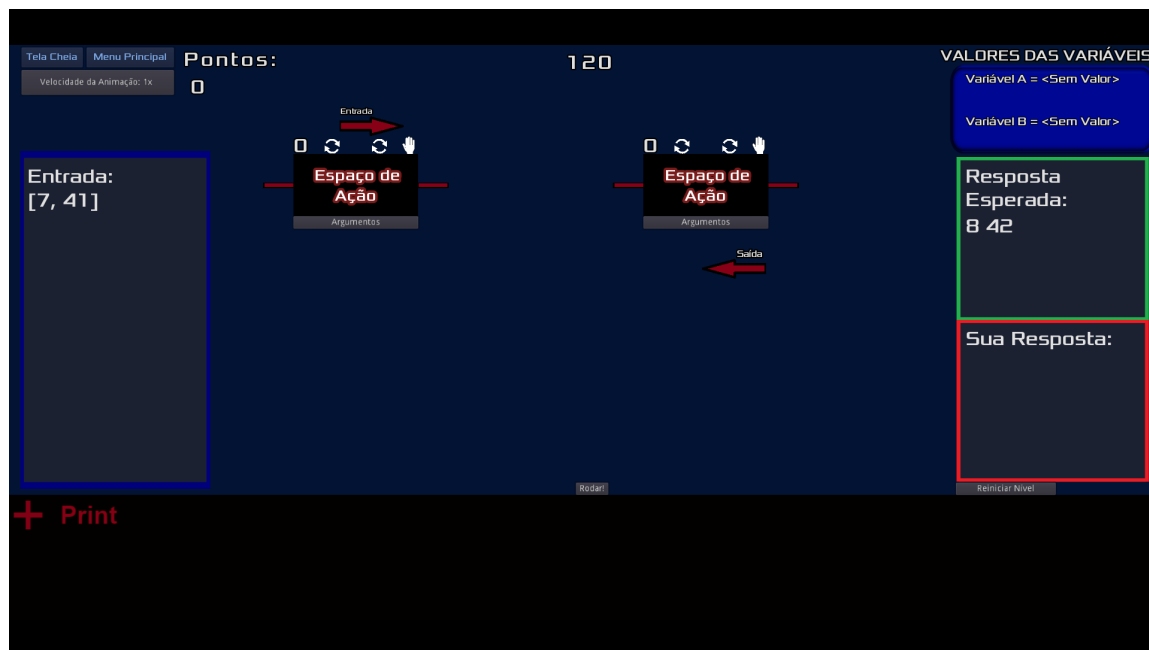 Tela Cheia
Menu Principal
Pontos:
120
VALORES DAS VARIÁVEIS
Velocidade da Animação: 1x
0
Variável A = <Sem Valor>
Variável B = <Sem Valor>
Entrada
0
0
Espaço de
Ação
Argumentos
Espaço de
Ação
Argumentos
Saída
Entrada:
[7, 41]
Resposta
Esperada:
8 42
Sua Resposta:
Rodar!
Reiniciar Nível
+ Print